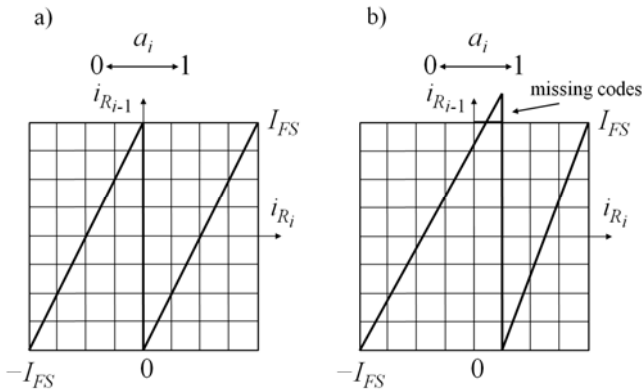 a)
a_i
0 1
i_{R_{i-1}}
I_{FS}
i_{R_i}
-I_{FS} 0
b)
a_i
0 1
missing codes
i_{R_{i-1}}
I_{FS}
i_{R_i}
-I_{FS} 0